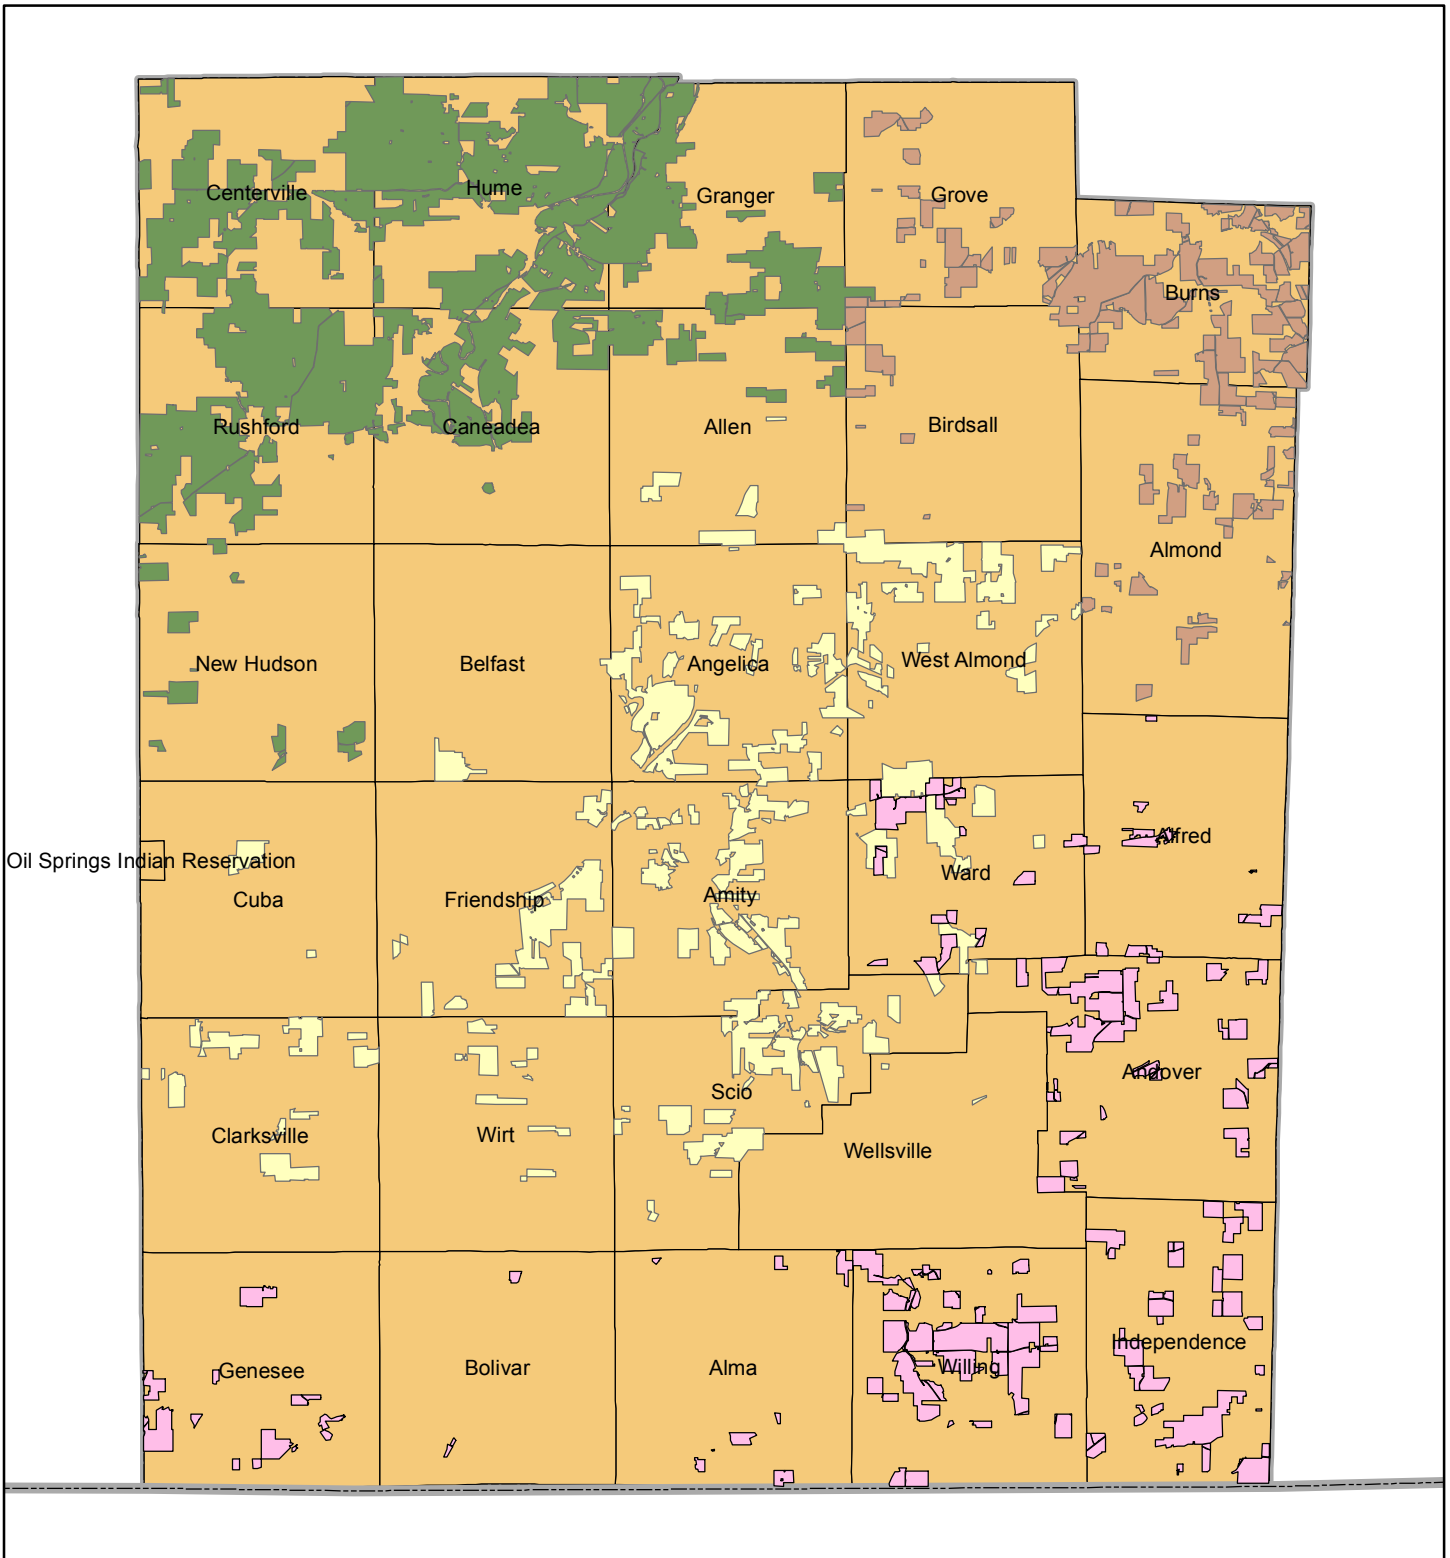 Centerville
Hume
Granger
Grove
Burns
Rushford
Caneadea
Allen
Birdsall
Almond
New Hudson
Belfast
Angelica
West Almond
Alfred
Oil Springs Indian Reservation
Cuba
Friendship
Amity
Ward
Andover
Clarksville
Wirt
Scio
Wellsville
Genesee
Bolivar
Alma
Willing
Independence